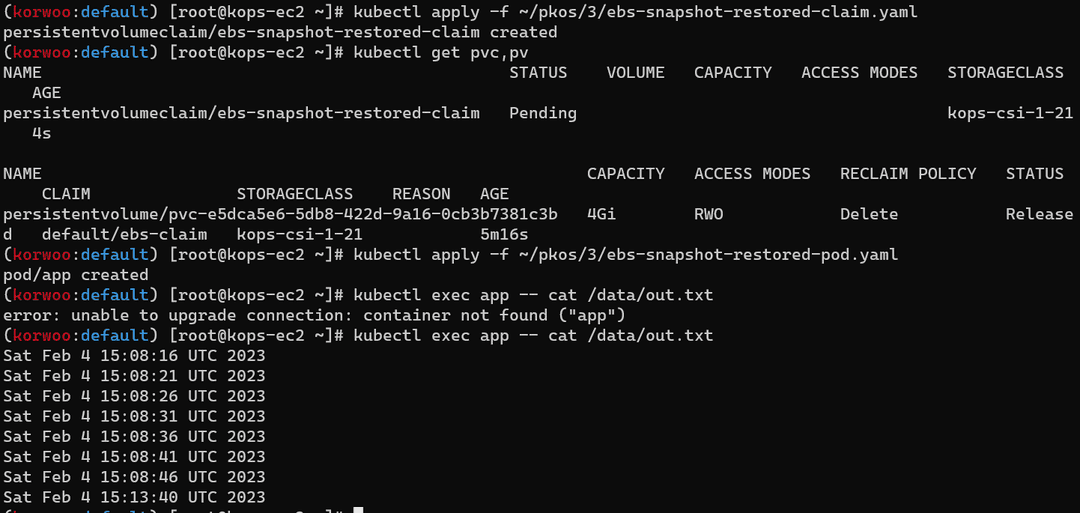 (korwoo:default) [root@kops-ec2 ~]# kubectl apply -f ~/pkos/3/ebs-snapshot-restored-claim.yaml
persistentvolumeclaim/ebs-snapshot-restored-claim created
(korwoo:default) [root@kops-ec2 ~]# kubectl get pvc,pv
NAME STATUS VOLUME CAPACITY ACCESS MODES STORAGECLASS
AGE
persistentvolumeclaim/ebs-snapshot-restored-claim Pending kops-csi-1-21
4s
NAME CAPACITY ACCESS MODES RECLAIM POLICY STATUS
CLAIM STORAGECLASS REASON AGE
persistentvolume/pvc-e5dca5e6-5db8-422d-9a16-0cb3b7381c3b 4Gi RWO Delete Release
d default/ebs-claim kops-csi-1-21 5m16s
(korwoo:default) [root@kops-ec2 ~]# kubectl apply -f ~/pkos/3/ebs-snapshot-restored-pod.yaml
pod/app created
(korwoo:default) [root@kops-ec2 ~]# kubectl exec app -- cat /data/out.txt
error: unable to upgrade connection: container not found ("app")
(korwoo:default) [root@kops-ec2 ~]# kubectl exec app -- cat /data/out.txt
Sat Feb 4 15:08:16 UTC 2023
Sat Feb 4 15:08:21 UTC 2023
Sat Feb 4 15:08:26 UTC 2023
Sat Feb 4 15:08:31 UTC 2023
Sat Feb 4 15:08:36 UTC 2023
Sat Feb 4 15:08:41 UTC 2023
Sat Feb 4 15:08:46 UTC 2023
Sat Feb 4 15:13:40 UTC 2023